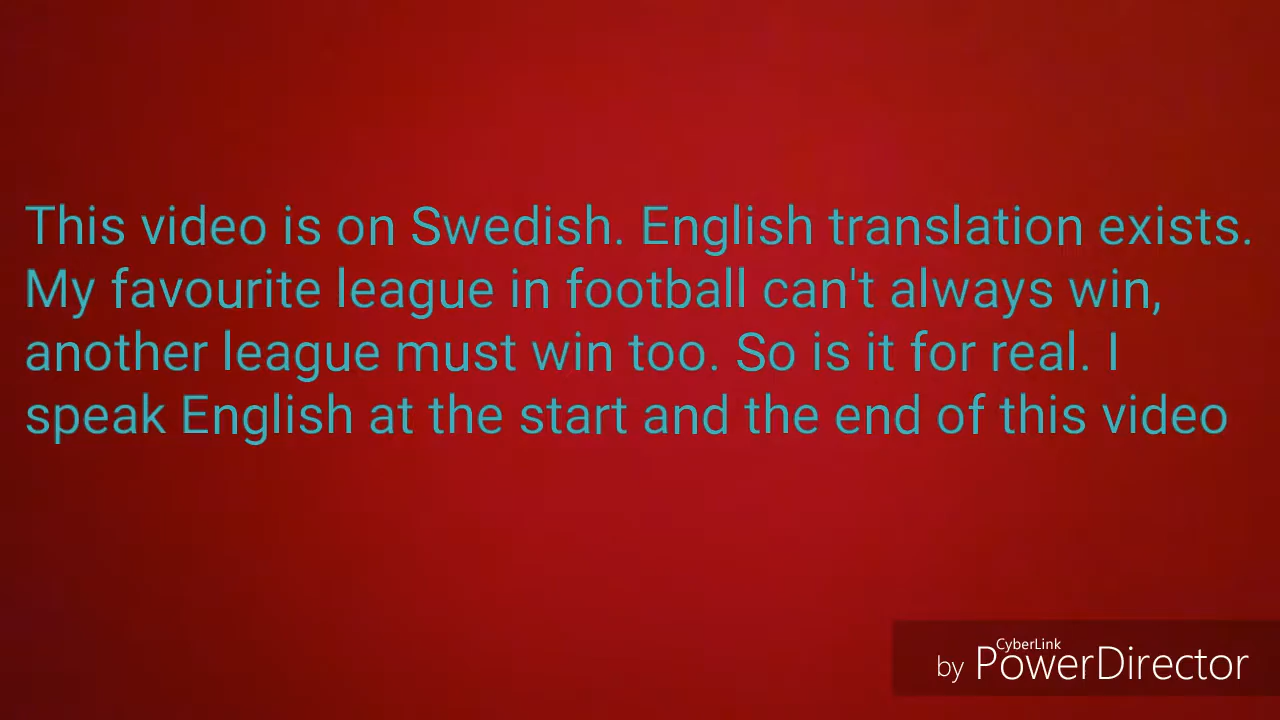 This video is on Swedish. English translation exists.
My favourite league in football can't always win,
another league must win too. So is it for real. I
speak English at the start and the end of this video
CyberLink
by PowerDirector